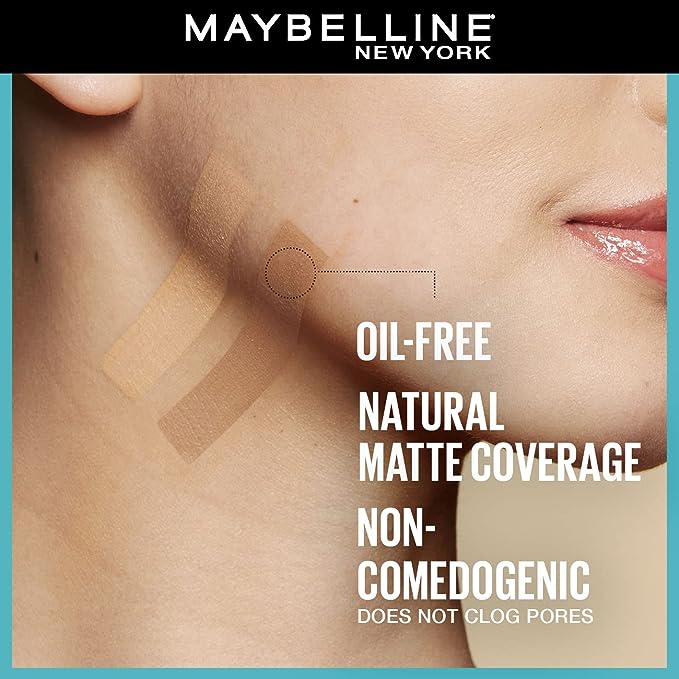 MAYBELLINE
NEW YORK
OIL-FREE
NATURAL
MATTE COVERAGE
NON-
COMEDOGENIC
DOES NOT CLOG PORES